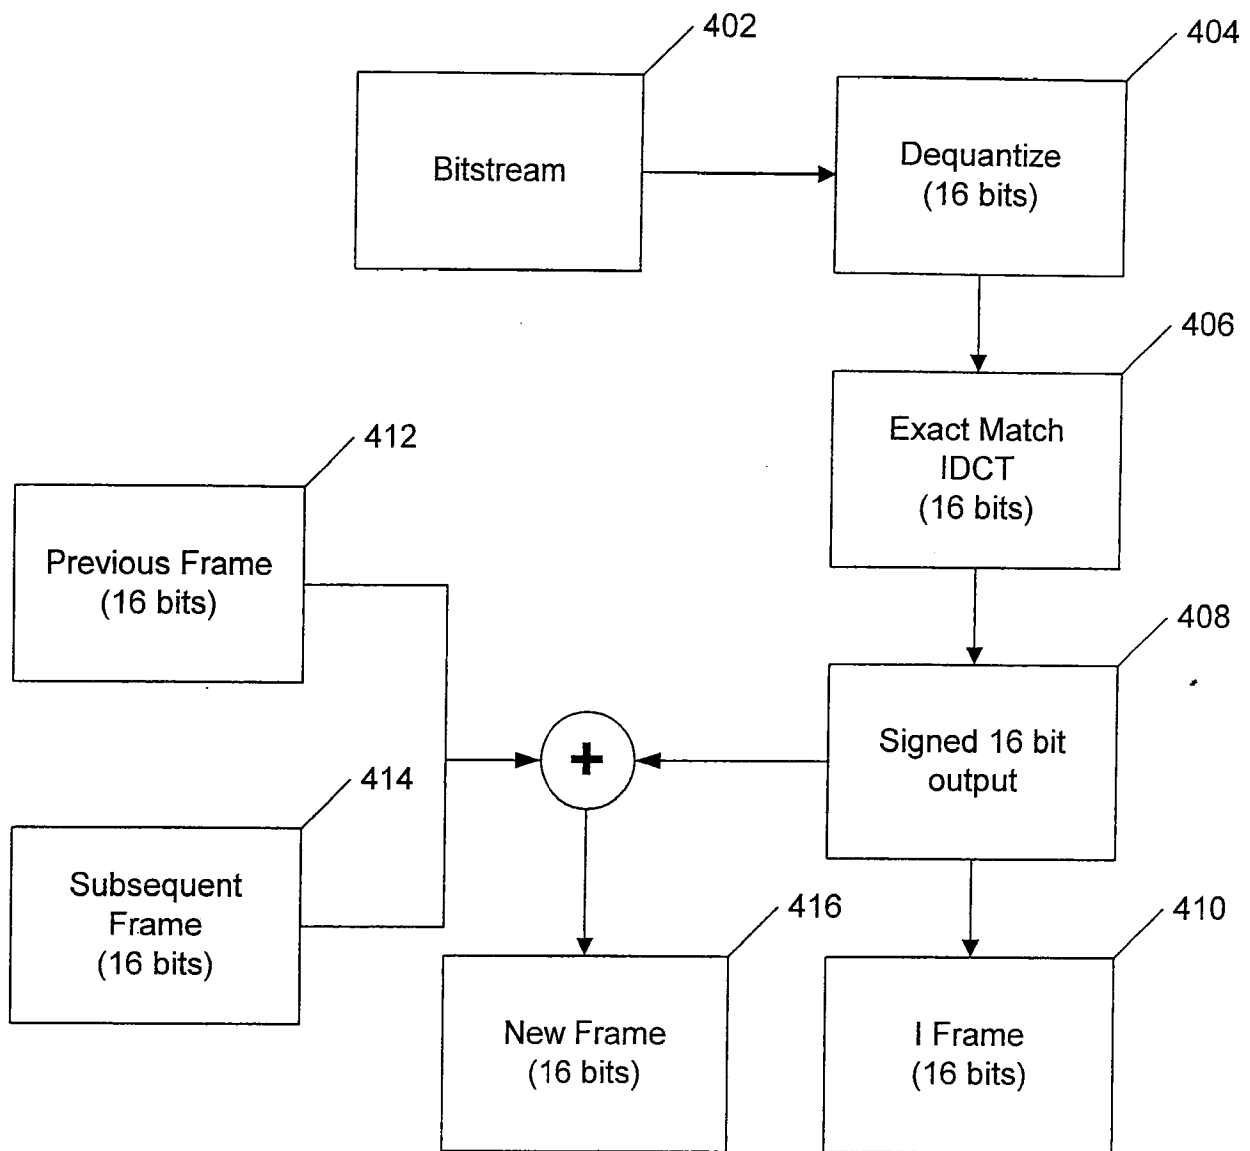 402
404
Bitstream
Dequantize
(16 bits)
406
Exact Match
IDCT
(16 bits)
412
Previous Frame
(16 bits)
408
Signed 16 bit
output
+
414
Subsequent
Frame
(16 bits)
416
New Frame
(16 bits)
410
I Frame
(16 bits)